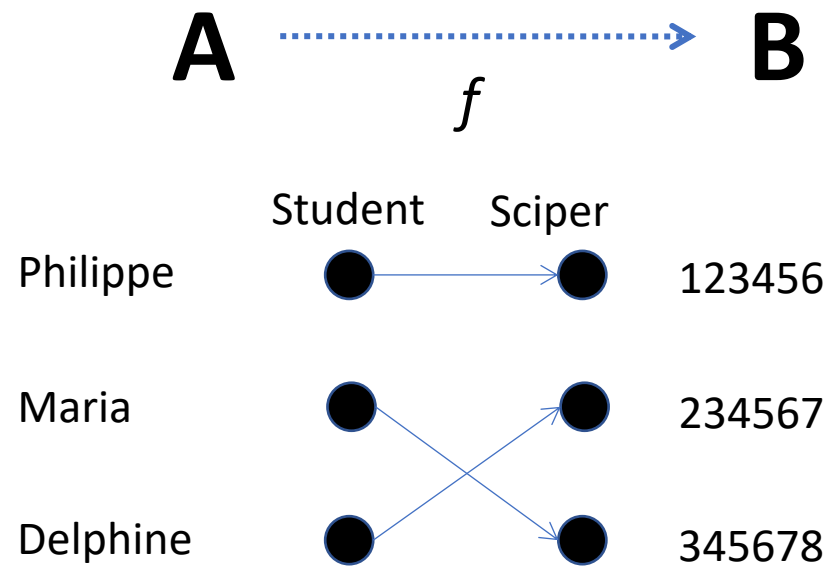 A B
f
Student Sciper
Philippe 123456
Maria 234567
Delphine 345678